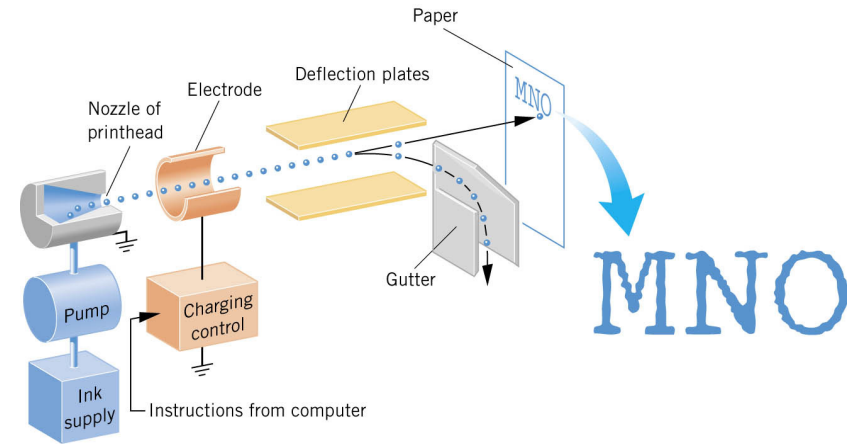 Paper
Deflection plates
Electrode
Nozzle of
printhead
MNO
Gutter
MNO
Pump
Charging
control
Ink
supply
Instructions from computer